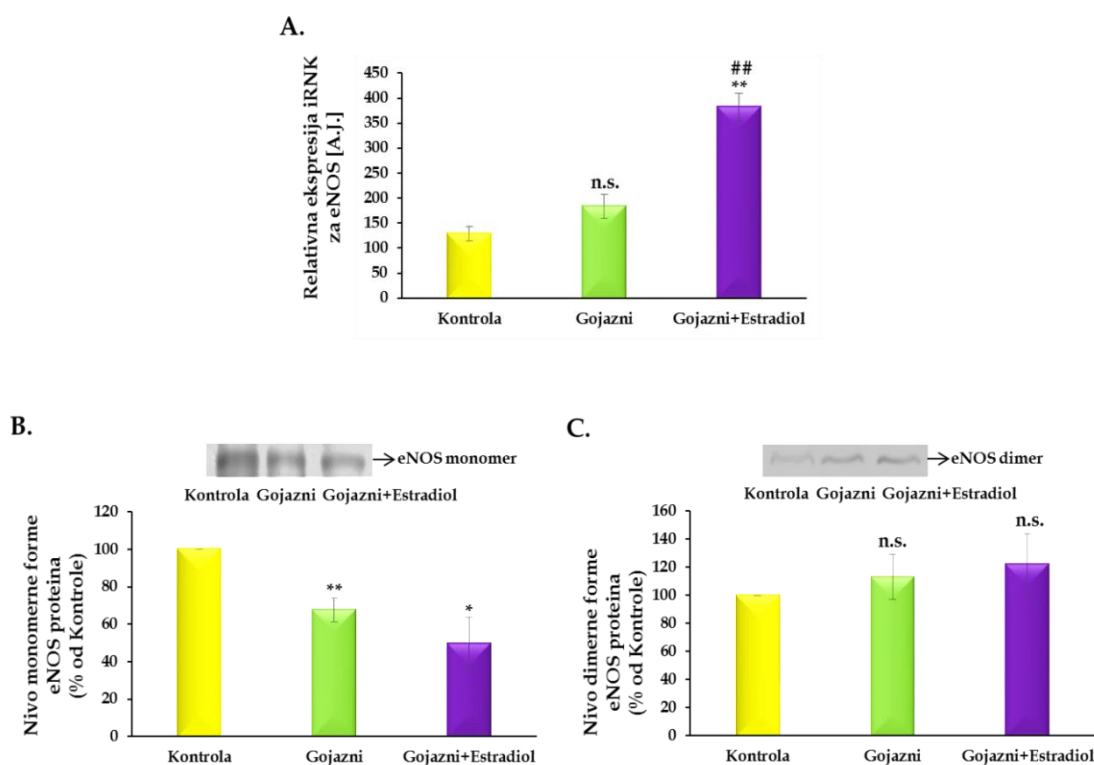 A.
Relativna ekspresija iRNK
za eNOS [A.J.]
450
400
350
300
250
200
150
100
50
0
n.s.
##
**
Kontrola
Gojazni
Gojazni+Estradiol
B.
eNOS monomer
Kontrola Gojazni Gojazni+Estradiol
Nivo monomerne forme
eNOS proteina
(% od Kontrole)
120
100
80
60
40
20
0
**
*
Kontrola
Gojazni
Gojazni+Estradiol
C.
eNOS dimer
Kontrola Gojazni Gojazni+Estradiol
Nivo dimerne forme
eNOS proteina
(% od Kontrole)
160
140
120
100
80
60
40
20
0
n.s.
n.s.
Kontrola
Gojazni
Gojazni+Estradiol